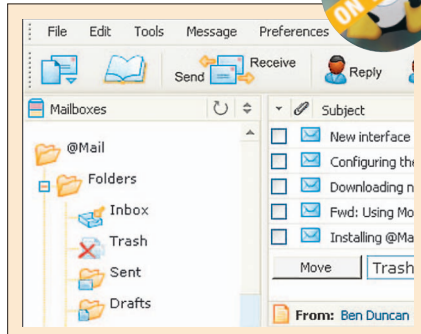 ON
File Edit Tools Message Preferences
Send Receive Reply
Mailboxes Subject
@Mail
Folders
Inbox
Trash
Sent
Drafts
New interface
Configuring the
Downloading n
Fwd: Using Mo
Installing @Ma
Move Trash
From: Ben Duncan